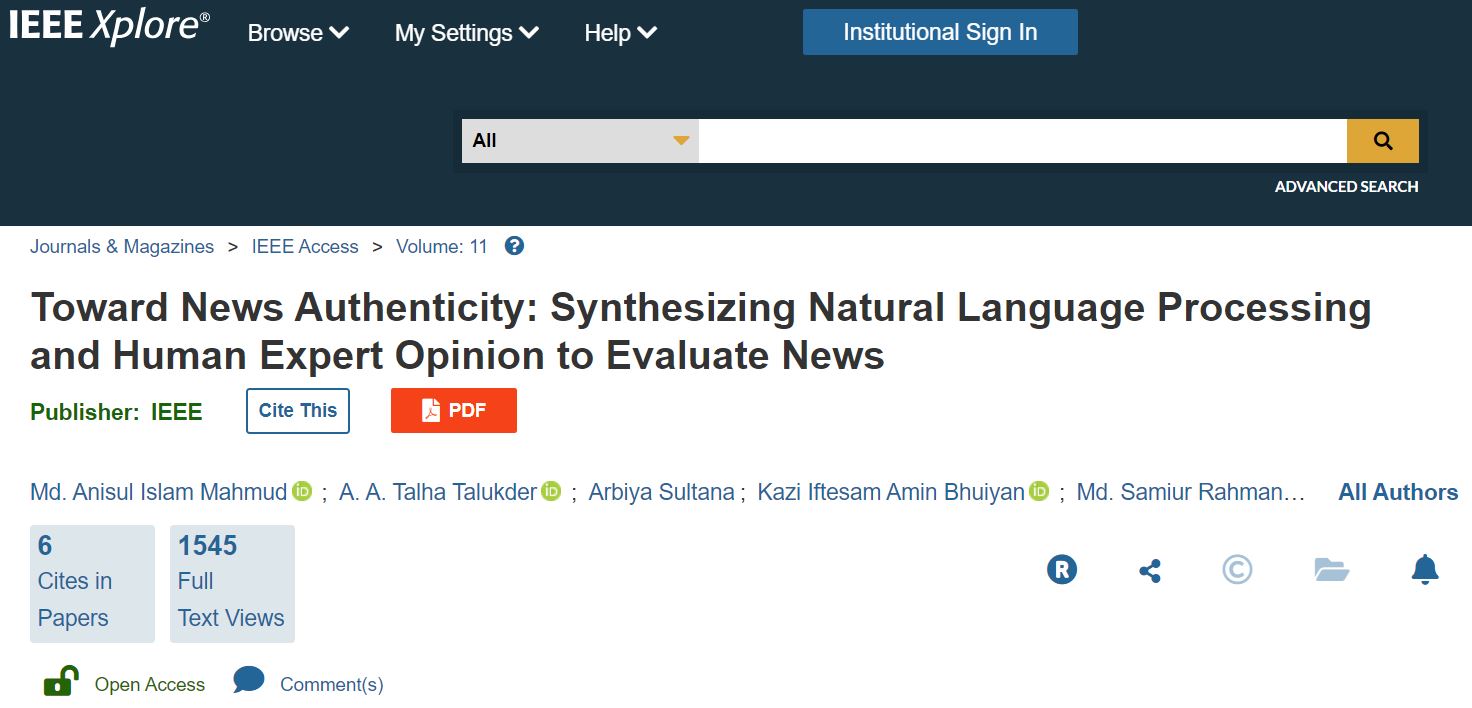 IEEE Xplore® Browse My Settings Help Institutional Sign In
All
ADVANCED SEARCH
Journals & Magazines > IEEE Access > Volume: 11 ?
Toward News Authenticity: Synthesizing Natural Language Processing
and Human Expert Opinion to Evaluate News
Publisher: IEEE Cite This PDF
Md. Anisul Islam Mahmud iD ; A. A. Talha Talukder iD ; Arbiya Sultana ; Kazi Iftesam Amin Bhuiyan iD ; Md. Samiur Rahman… All Authors
6
Cites in
Papers
1545
Full
Text Views
R ©
Open Access Comment(s)